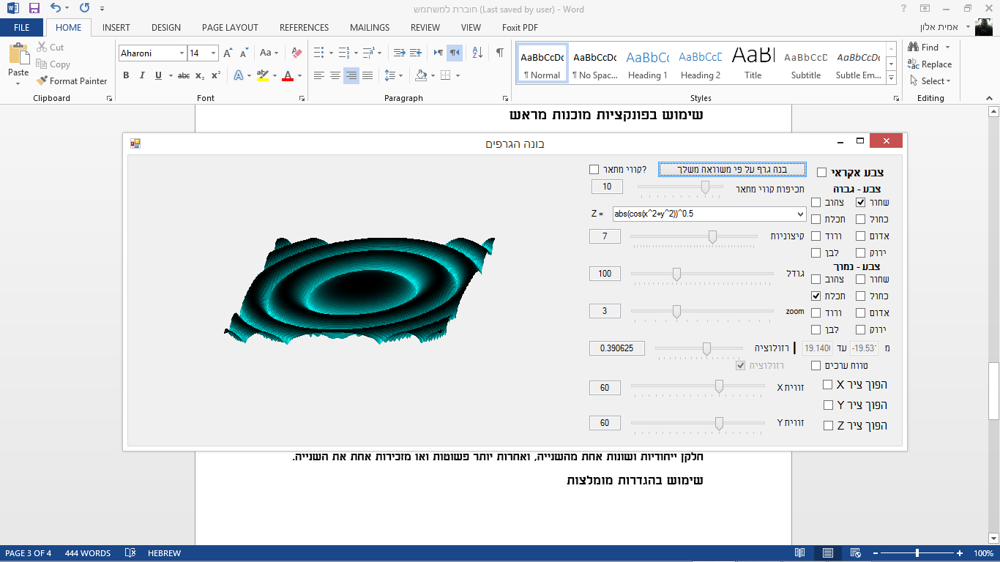 חוברת למשתמש (Last saved by user) - Word
FILE HOME INSERT DESIGN PAGE LAYOUT REFERENCES MAILINGS REVIEW VIEW Foxit PDF
אמית אלון
Paste
Cut
Copy
Format Painter
Clipboard
Aharoni 14
Font
Paragraph
AaBbCcDc AaBbCcDc AaBbCc AaBbCcC AaBl AaBbCcD AaBbCcDc
¶ Normal ¶ No Spac... Heading 1 Heading 2 Title Subtitle Subtle Em...
Styles
Find
Replace
Select
Editing
שימוש בפונקציות מוכנות מראש
בונה הגרפים
קווי מתאר?
בנה גרף על פי משוואה משלך
צבע אקראי
10
תכיפות קווי מתאר
צבע - גבוה
שחור צהוב
Z = abs(cos(x^2+y^2))^0.5
כחול תכלת
7
קיצוניות
אדום ורוד
ירוק לבן
צבע - נמוך
100
גודל
שחור צהוב
כחול תכלת
3
zoom
אדום ורוד
ירוק לבן
0.390625
רזולוציה
מ -19.531 עד 19.1406
רזולוציה
טווח ערכים
60
זווית X
הפוך ציר X
הפוך ציר Y
60
זווית Y
הפוך ציר Z
חלקן ייחודיות ושונות אחת מהשנייה, ואחרות יותר פשוטות ואו מזכירות אחת את השנייה.
שימוש בהגדרות מומלצות
PAGE 3 OF 4 444 WORDS HEBREW 100%